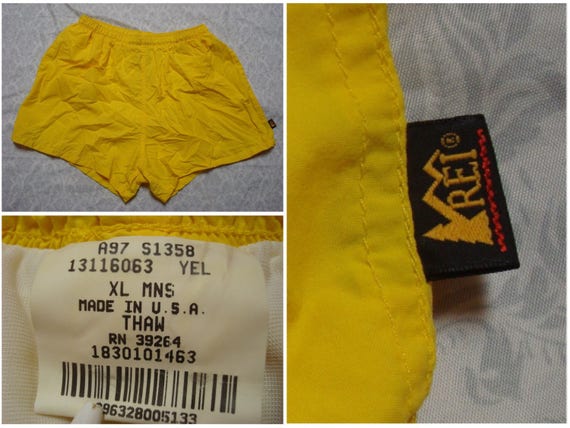 A97 S1358
13116063 YEL
XL MNS
MADE IN U.S.A.
THAW
RN 39264
1830101463
96328005133
REI®